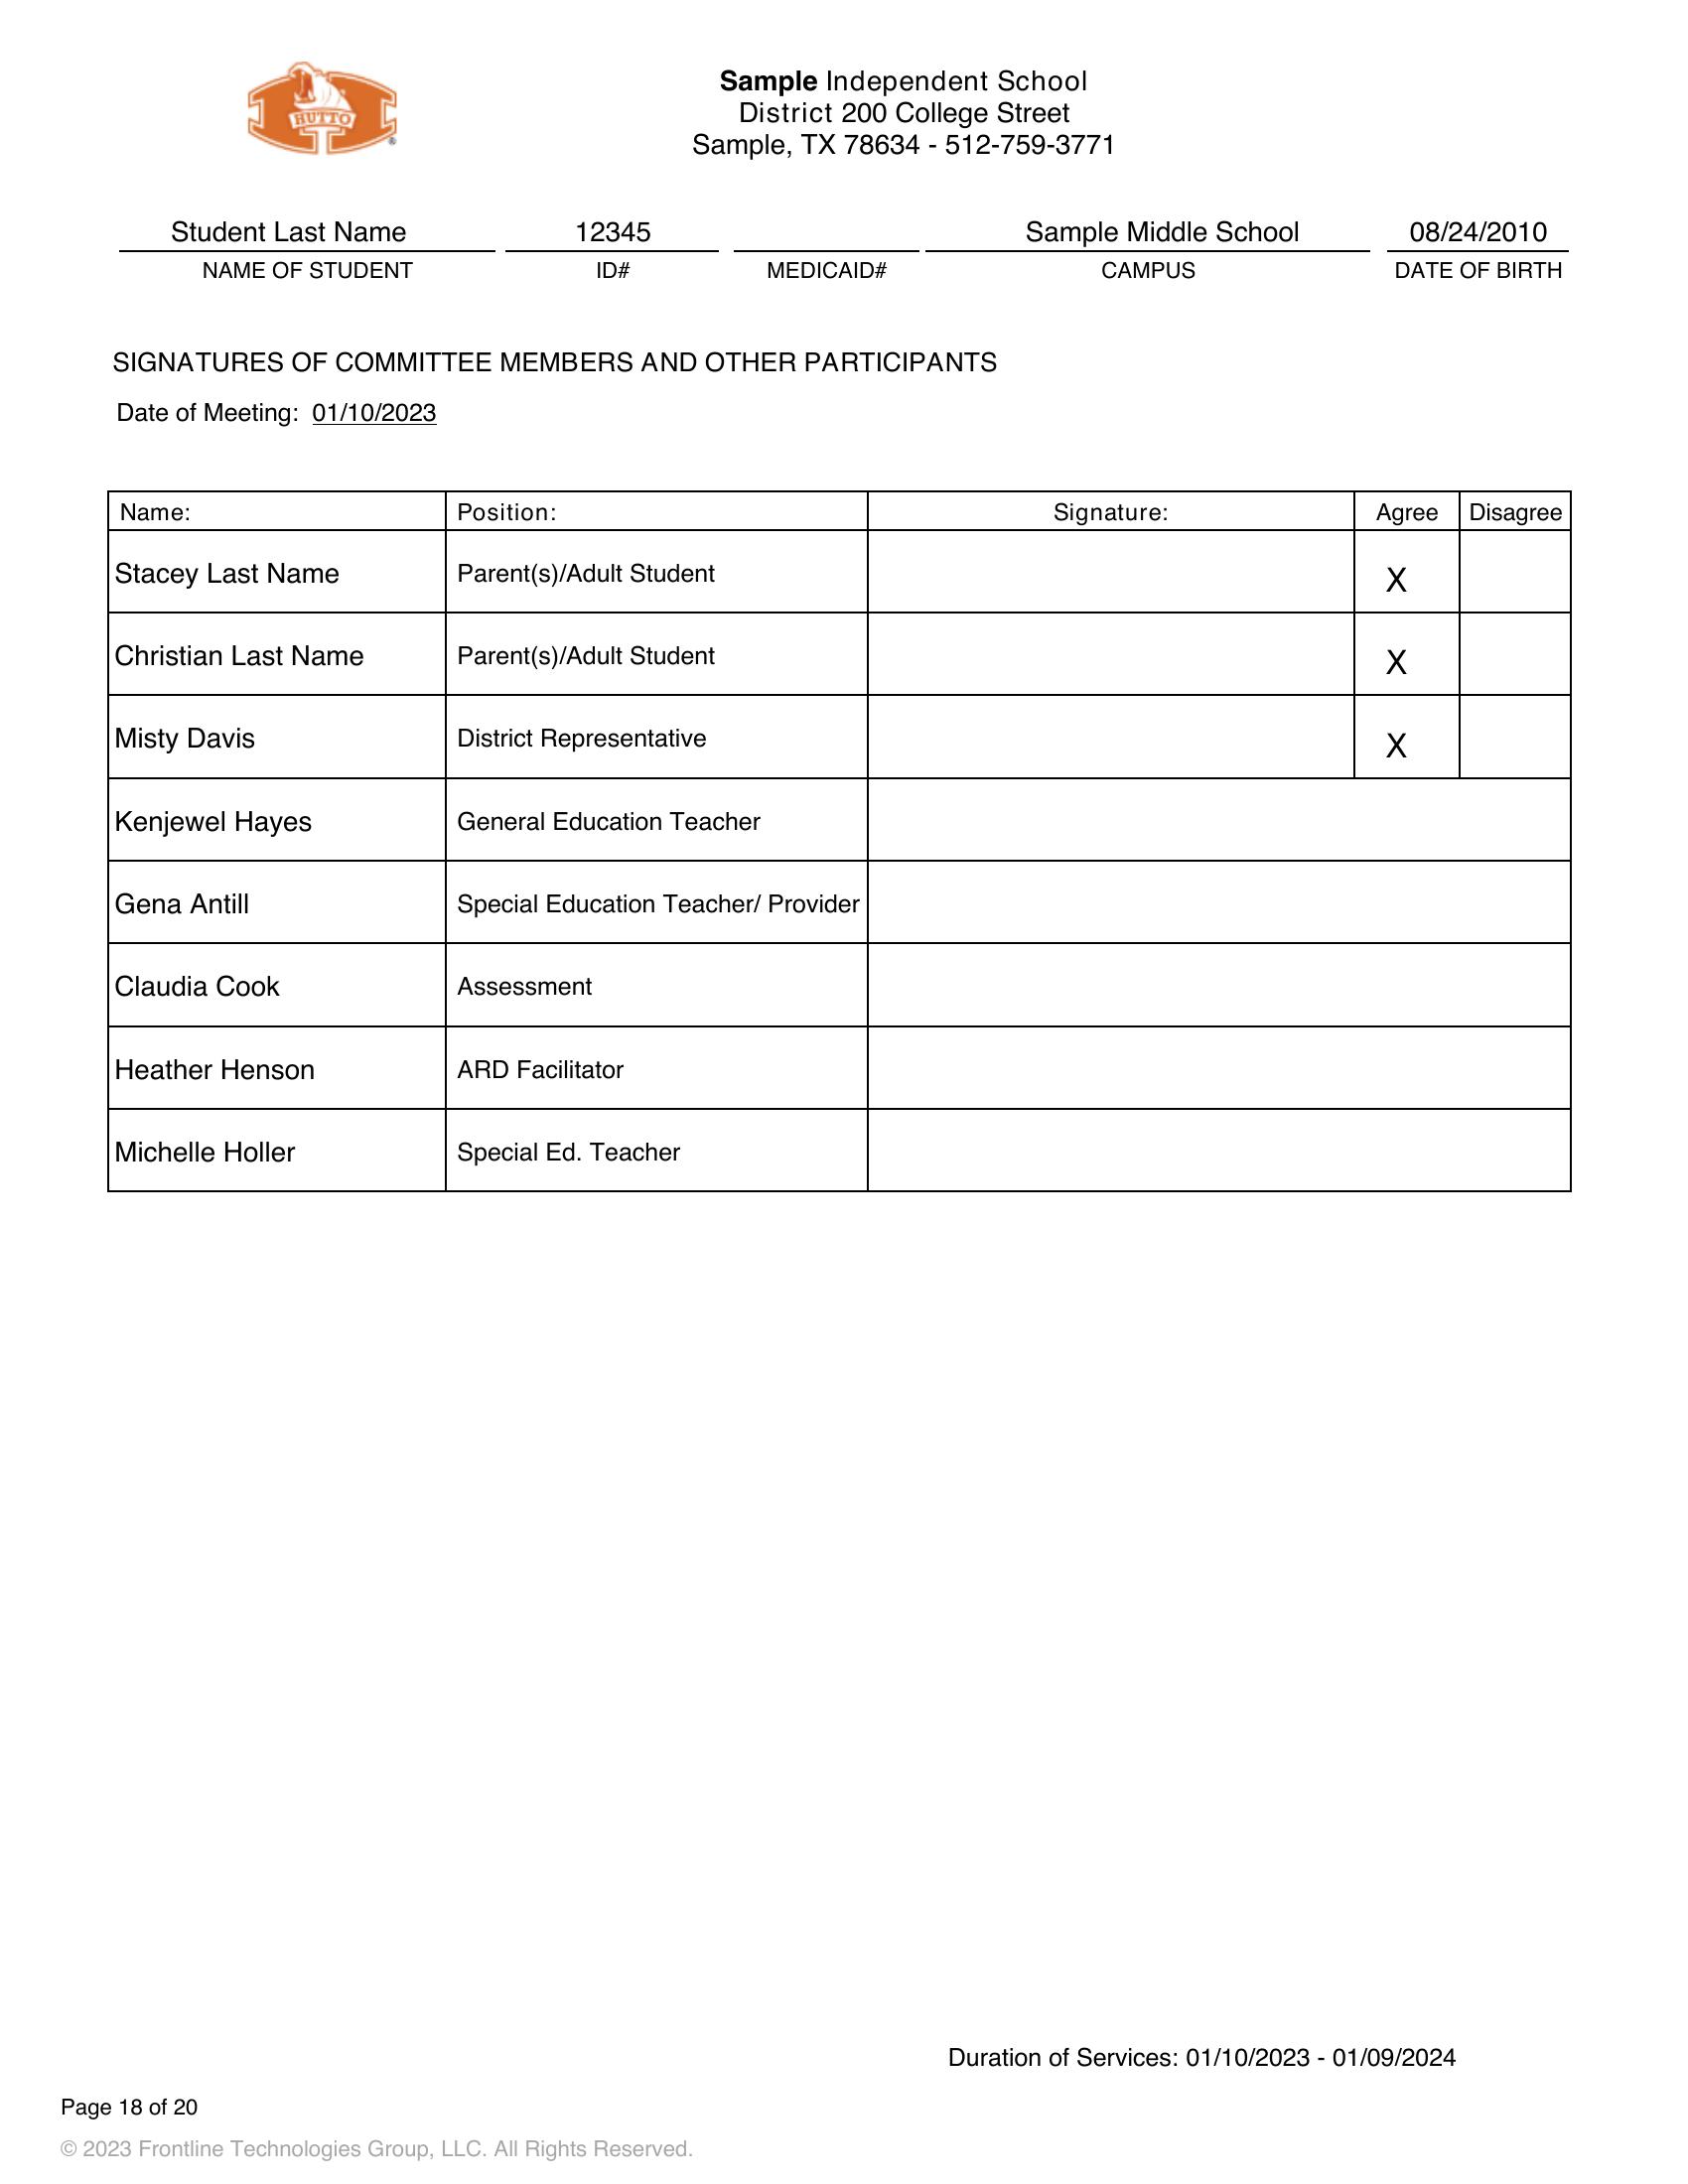 HUTTO
®
Sample Independent School
District 200 College Street
Sample, TX 78634 - 512-759-3771
Student Last Name 12345 Sample Middle School 08/24/2010
NAME OF STUDENT ID# MEDICAID# CAMPUS DATE OF BIRTH
SIGNATURES OF COMMITTEE MEMBERS AND OTHER PARTICIPANTS
Date of Meeting: 01/10/2023
Name: Position: Signature: Agree Disagree
Stacey Last Name Parent(s)/Adult Student X
Christian Last Name Parent(s)/Adult Student X
Misty Davis District Representative X
Kenjewel Hayes General Education Teacher
Gena Antill Special Education Teacher/ Provider
Claudia Cook Assessment
Heather Henson ARD Facilitator
Michelle Holler Special Ed. Teacher
Duration of Services: 01/10/2023 - 01/09/2024
Page 18 of 20
© 2023 Frontline Technologies Group, LLC. All Rights Reserved.